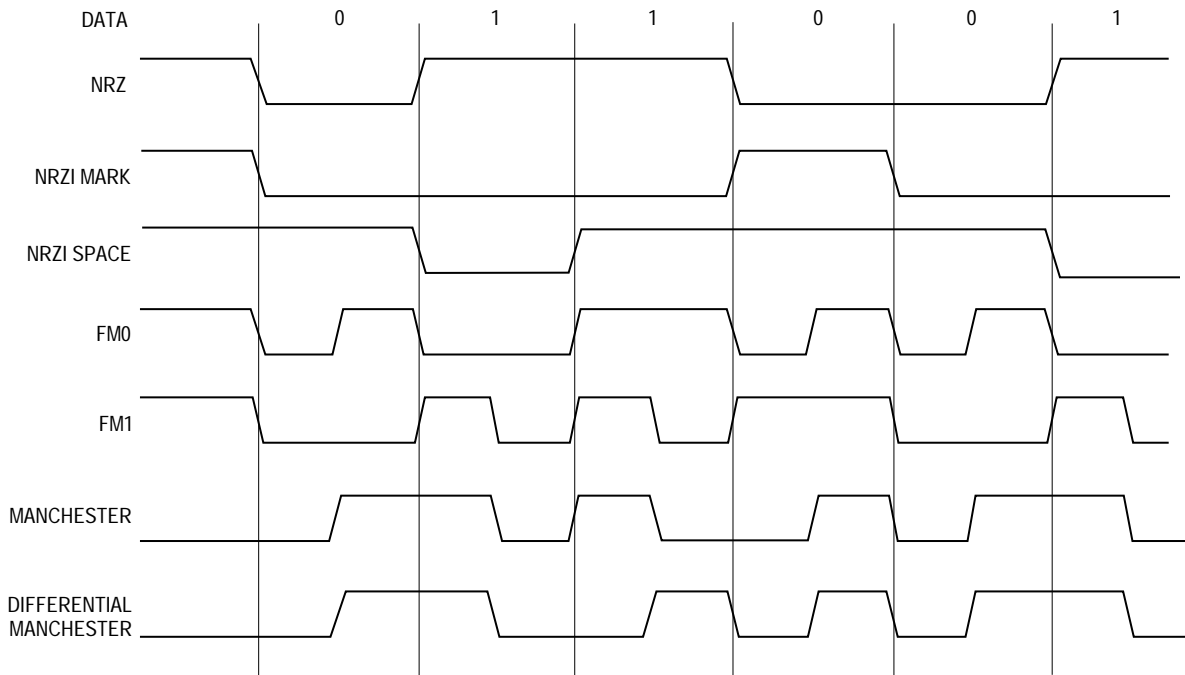 DATA 0 1 1 0 0 1
NRZ
NRZI MARK
NRZI SPACE
FM0
FM1
MANCHESTER
DIFFERENTIAL
MANCHESTER